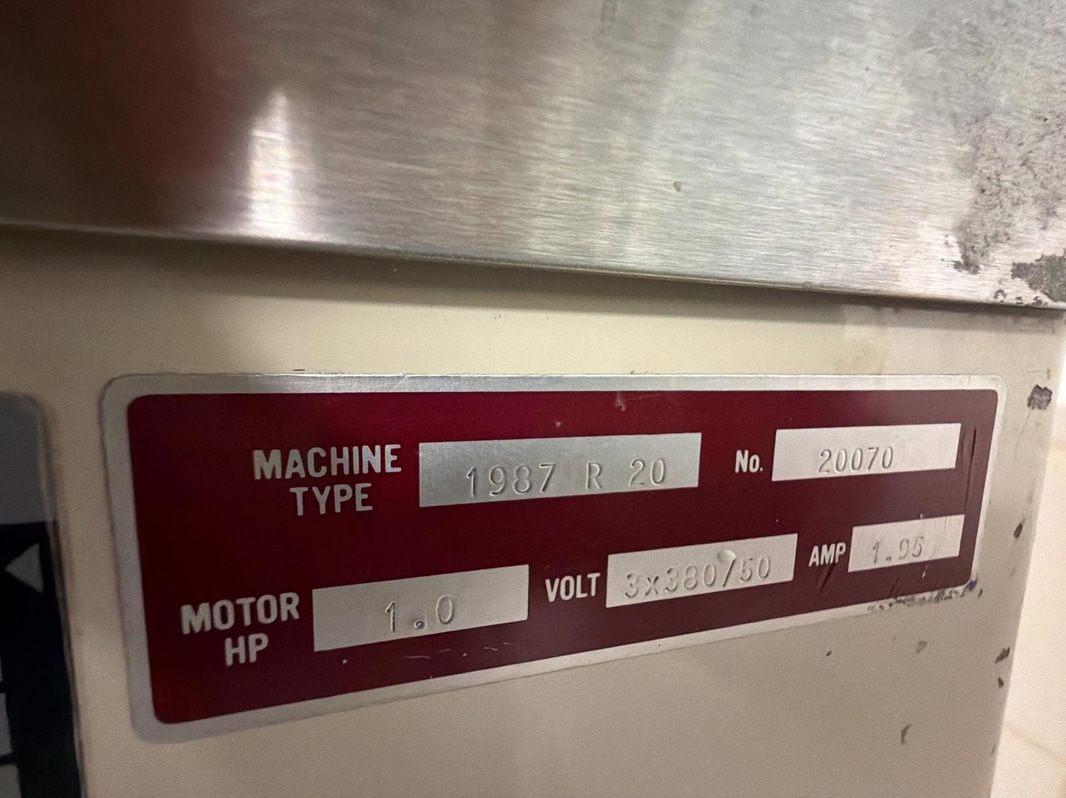 MACHINE TYPE 1987 R 20 No. 20070
MOTOR HP 1.0 VOLT 3x380/50 AMP 1.95